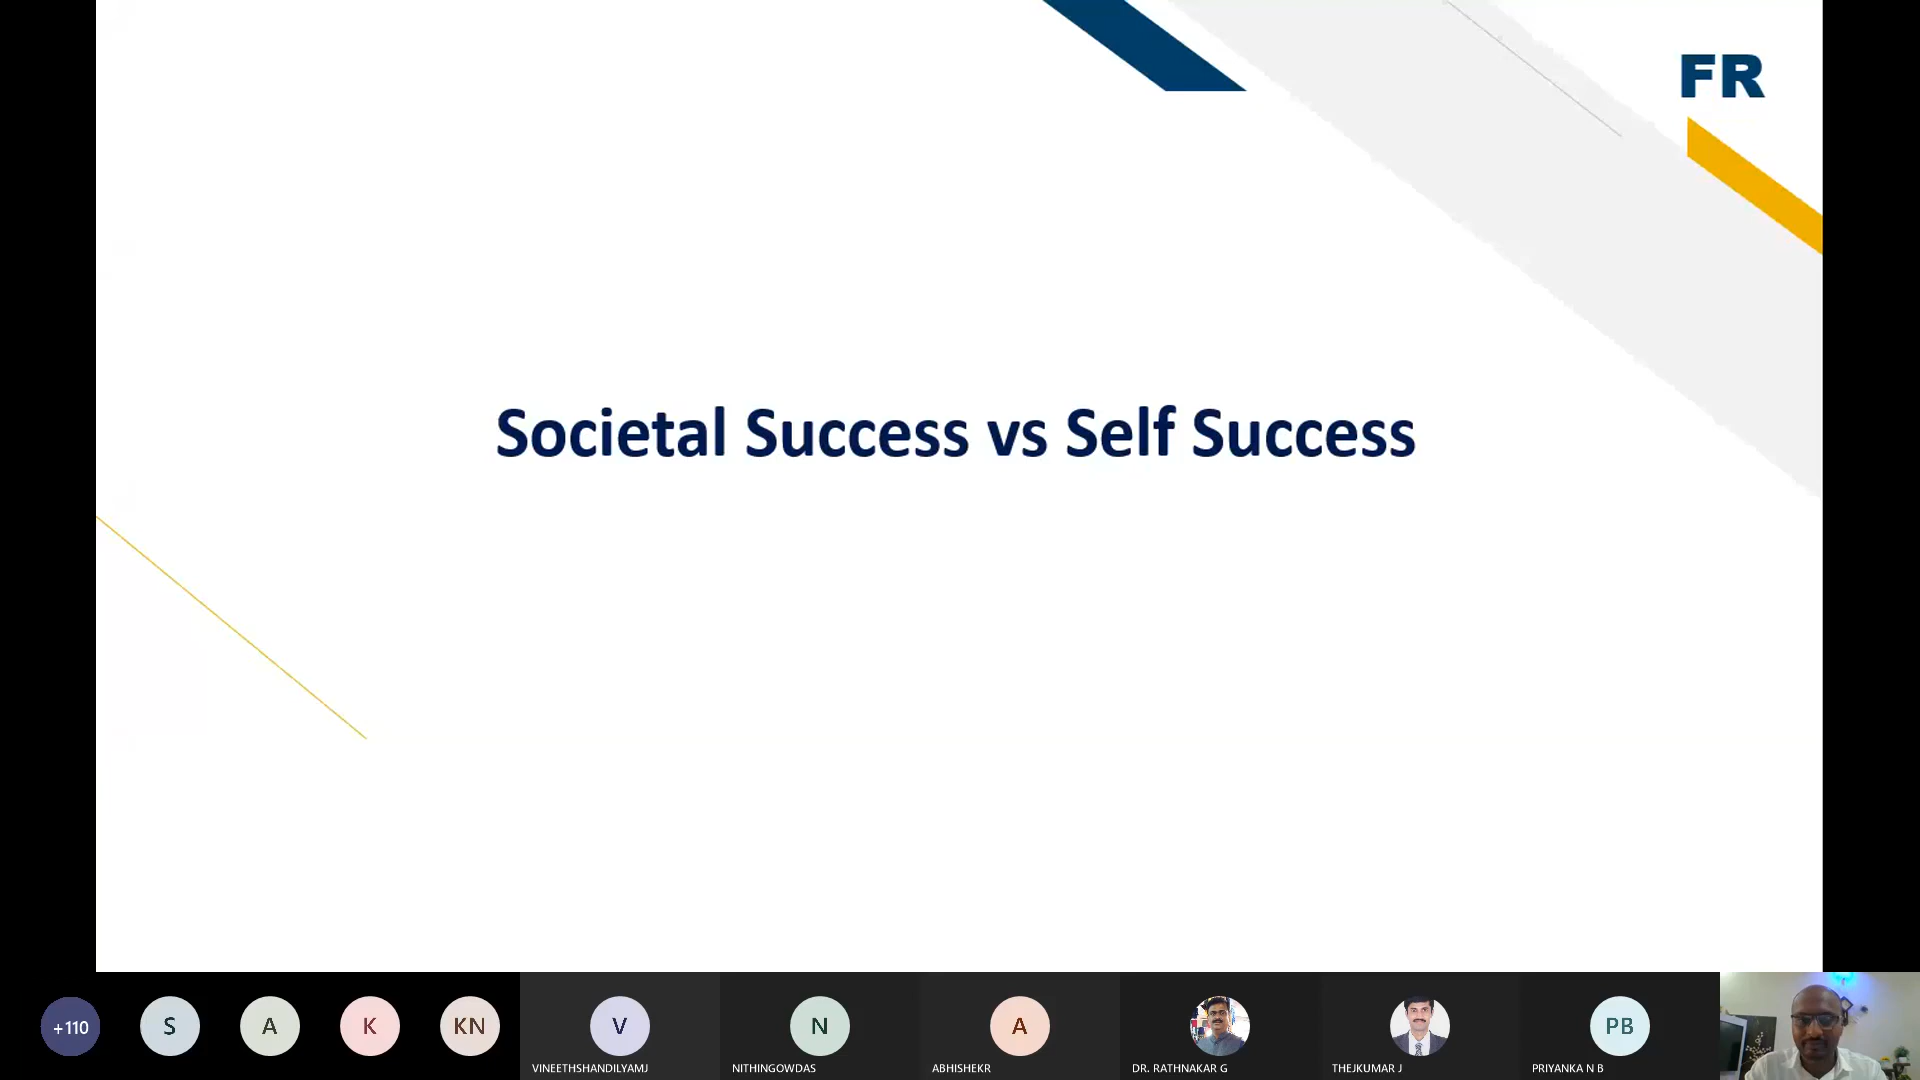 FR
Societal Success vs Self Success
+110
S
A
K
KN
V
N
A
PB
VINEETHSHANDILYAMJ
NITHINGOWDAS
ABHISHEKR
DR. RATHNAKAR G
THEJKUMAR J
PRIYANKA N B